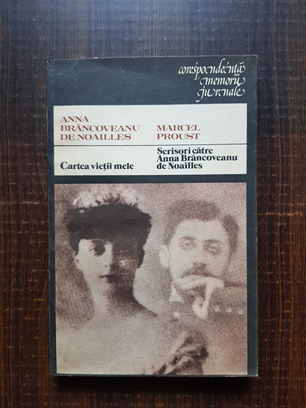 corespondență
memorii
jurnale
ANNA
BRÂNCOVEANU
DE NOAILLES
Cartea vieții mele
MARCEL
PROUST
Scrisori către
Anna Brâncoveanu
de Noailles